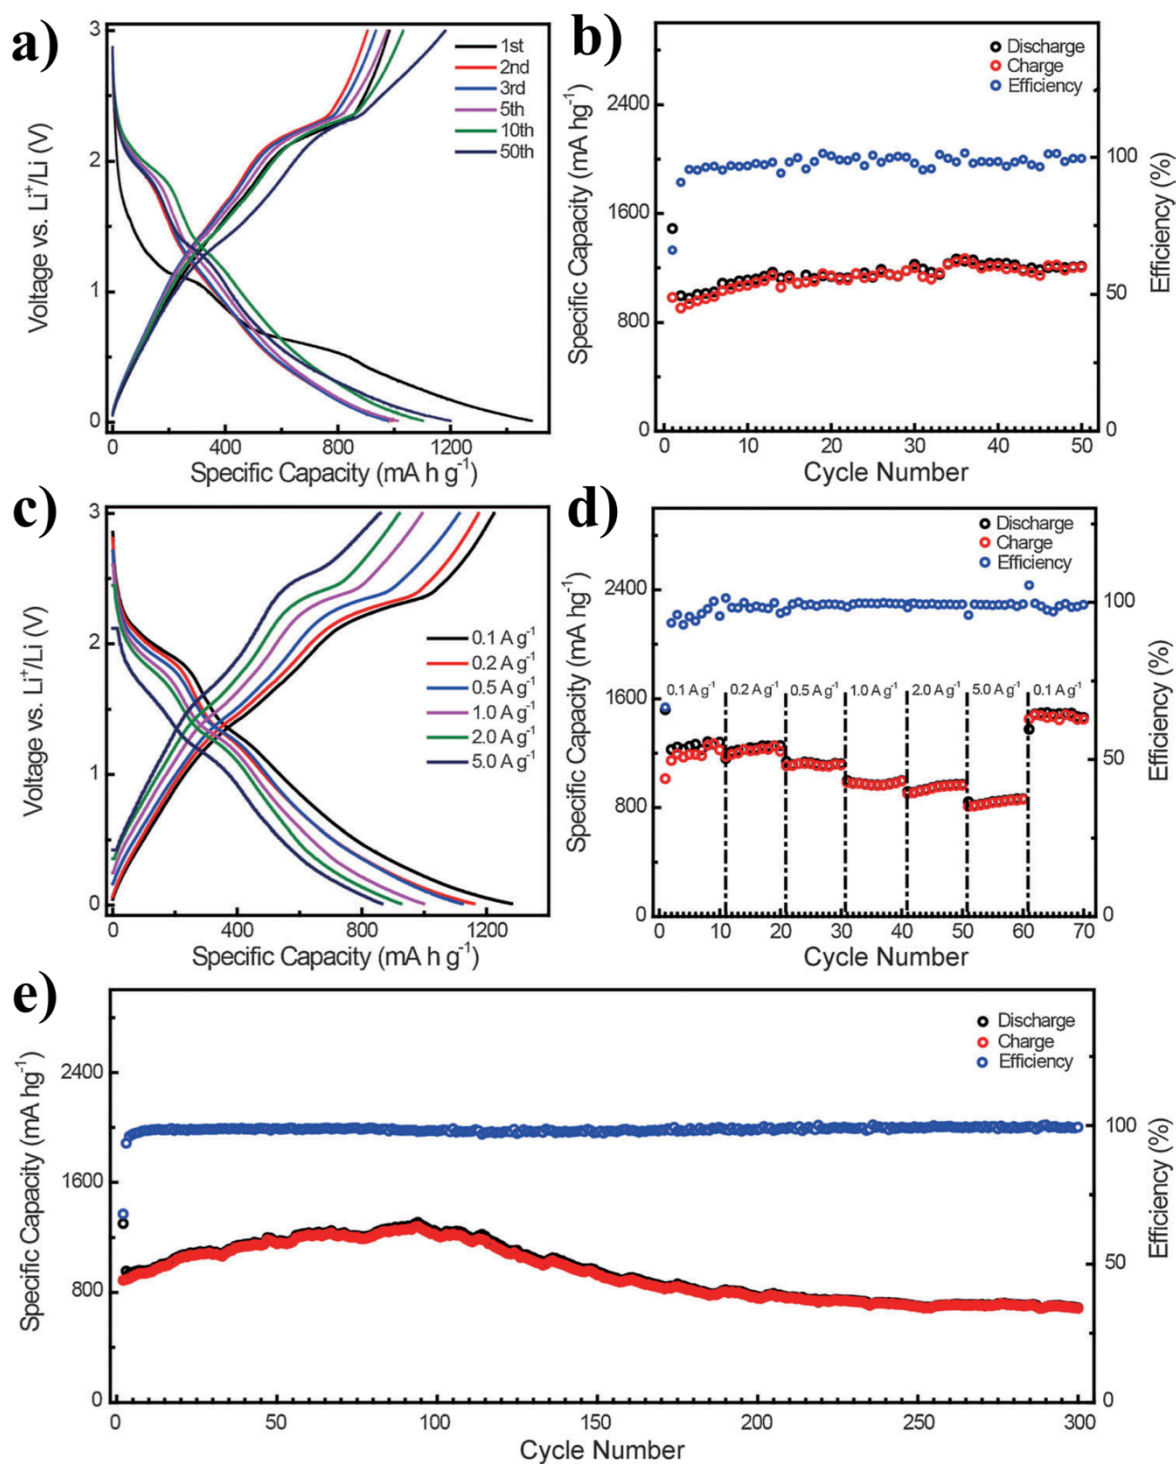 a)
3
2
1
0
Voltage vs. Li⁺/Li (V)
1st
2nd
3rd
5th
10th
50th
0 400 800 1200
Specific Capacity (mA h g⁻¹)
b)
2400
1600
800
0
Specific Capacity (mA hg⁻¹)
Discharge
Charge
Efficiency
100
50
0
Efficiency (%)
0 10 20 30 40 50
Cycle Number
c)
3
2
1
0
Voltage vs. Li⁺/Li (V)
0.1 A g⁻¹
0.2 A g⁻¹
0.5 A g⁻¹
1.0 A g⁻¹
2.0 A g⁻¹
5.0 A g⁻¹
0 400 800 1200
Specific Capacity (mA h g⁻¹)
d)
2400
1600
800
0
Specific Capacity (mA hg⁻¹)
Discharge
Charge
Efficiency
0.1 A g⁻¹ 0.2 A g⁻¹ 0.5 A g⁻¹ 1.0 A g⁻¹ 2.0 A g⁻¹ 5.0 A g⁻¹ 0.1 A g⁻¹
100
50
0
Efficiency (%)
0 10 20 30 40 50 60 70
Cycle Number
e)
2400
1600
800
0
Specific Capacity (mA hg⁻¹)
Discharge
Charge
Efficiency
100
50
0
Efficiency (%)
0 50 100 150 200 250 300
Cycle Number